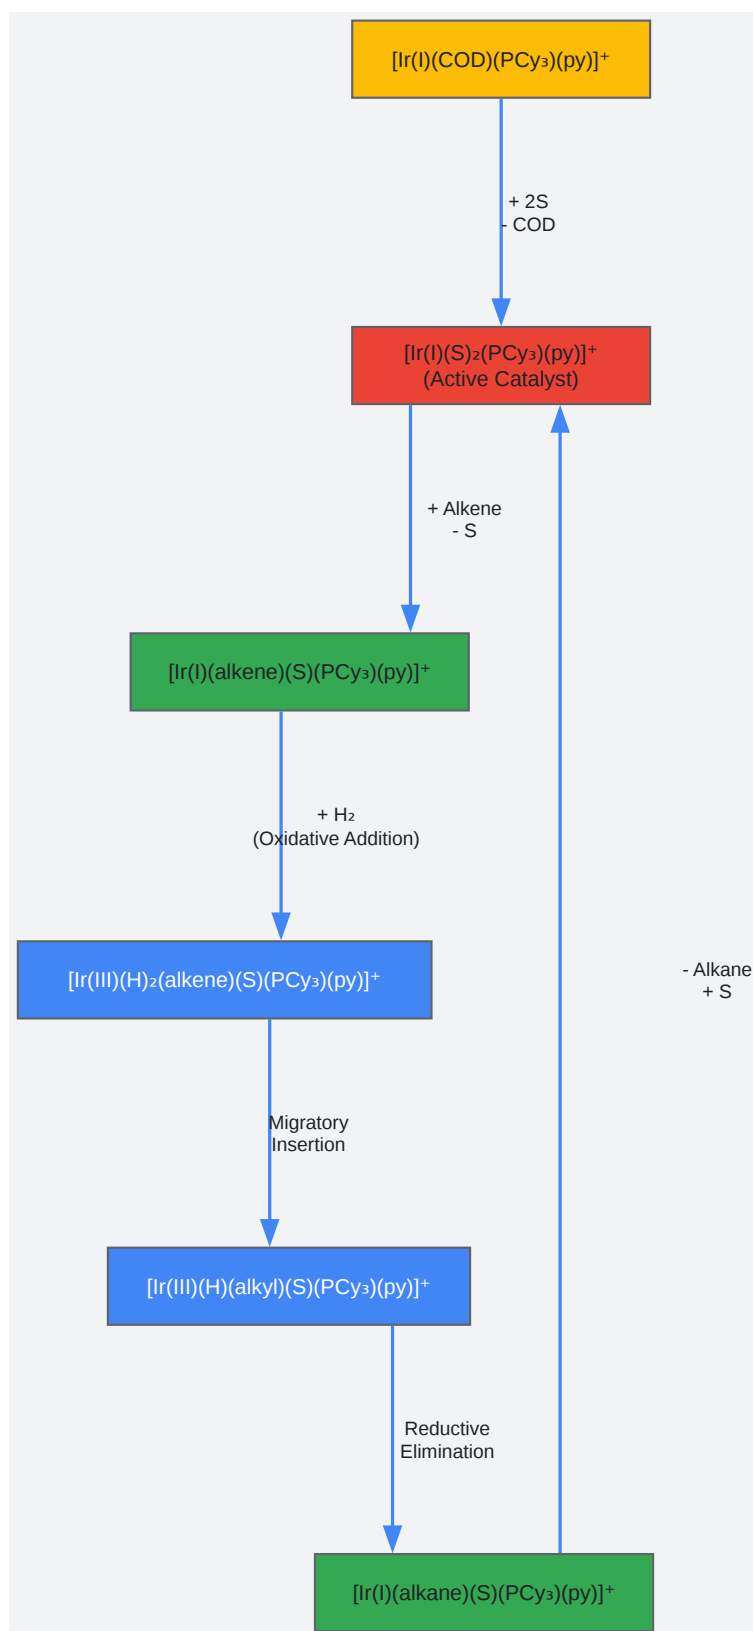 [Ir(I)(COD)(PCy₃)(py)]⁺
+ 2S
- COD
[Ir(I)(S)₂(PCy₃)(py)]⁺
(Active Catalyst)
+ Alkene
- S
[Ir(I)(alkene)(S)(PCy₃)(py)]⁺
+ H₂
(Oxidative Addition)
[Ir(III)(H)₂(alkene)(S)(PCy₃)(py)]⁺
- Alkane
+ S
Migratory
Insertion
[Ir(III)(H)(alkyl)(S)(PCy₃)(py)]⁺
Reductive
Elimination
[Ir(I)(alkane)(S)(PCy₃)(py)]⁺